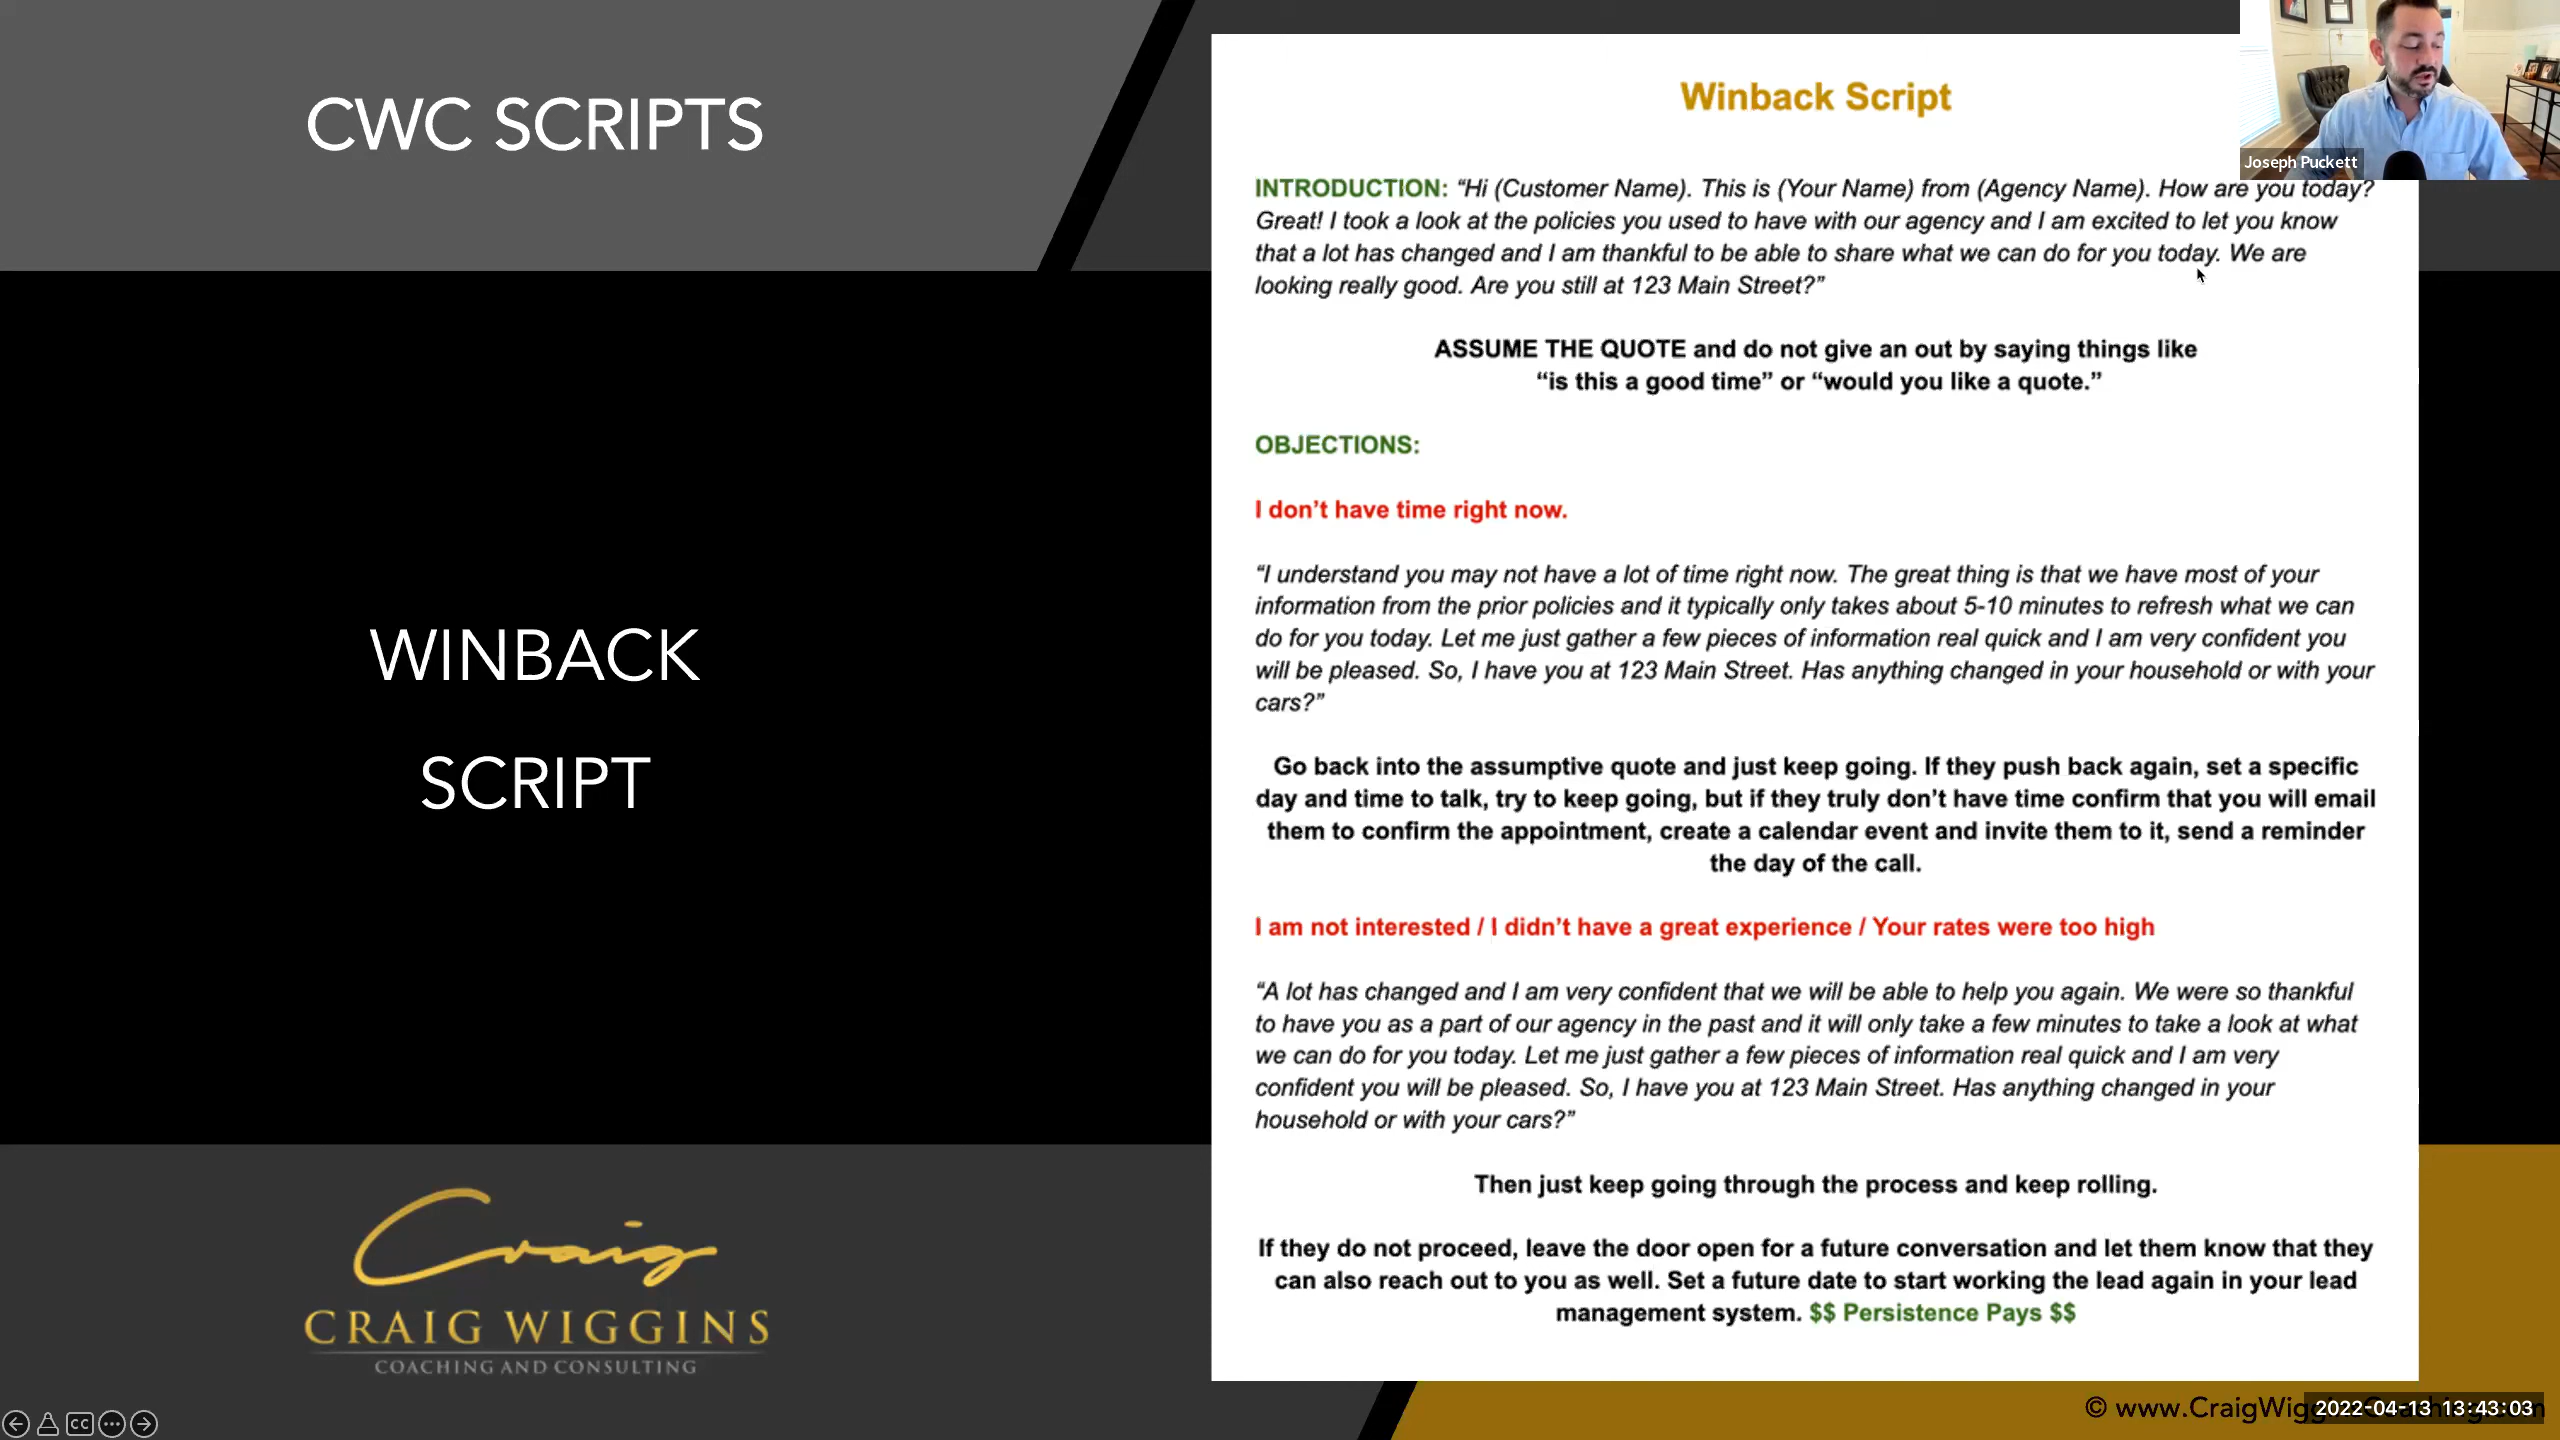 CWC SCRIPTS
WINBACK
SCRIPT
Craig
CRAIG WIGGINS
COACHING AND CONSULTING
Winback Script
INTRODUCTION: “Hi (Customer Name). This is (Your Name) from (Agency Name). How are you today?
Great! I took a look at the policies you used to have with our agency and I am excited to let you know
that a lot has changed and I am thankful to be able to share what we can do for you today. We are
looking really good. Are you still at 123 Main Street?”
ASSUME THE QUOTE and do not give an out by saying things like
“is this a good time” or “would you like a quote.”
OBJECTIONS:
I don’t have time right now.
“I understand you may not have a lot of time right now. The great thing is that we have most of your
information from the prior policies and it typically only takes about 5-10 minutes to refresh what we can
do for you today. Let me just gather a few pieces of information real quick and I am very confident you
will be pleased. So, I have you at 123 Main Street. Has anything changed in your household or with your
cars?”
Go back into the assumptive quote and just keep going. If they push back again, set a specific
day and time to talk, try to keep going, but if they truly don’t have time confirm that you will email
them to confirm the appointment, create a calendar event and invite them to it, send a reminder
the day of the call.
I am not interested / I didn’t have a great experience / Your rates were too high
“A lot has changed and I am very confident that we will be able to help you again. We were so thankful
to have you as a part of our agency in the past and it will only take a few minutes to take a look at what
we can do for you today. Let me just gather a few pieces of information real quick and I am very
confident you will be pleased. So, I have you at 123 Main Street. Has anything changed in your
household or with your cars?”
Then just keep going through the process and keep rolling.
If they do not proceed, leave the door open for a future conversation and let them know that they
can also reach out to you as well. Set a future date to start working the lead again in your lead
management system. $$ Persistence Pays $$
Joseph Puckett
CC
© www.CraigWigginsCoaching.com
2022-04-13 13:43:03